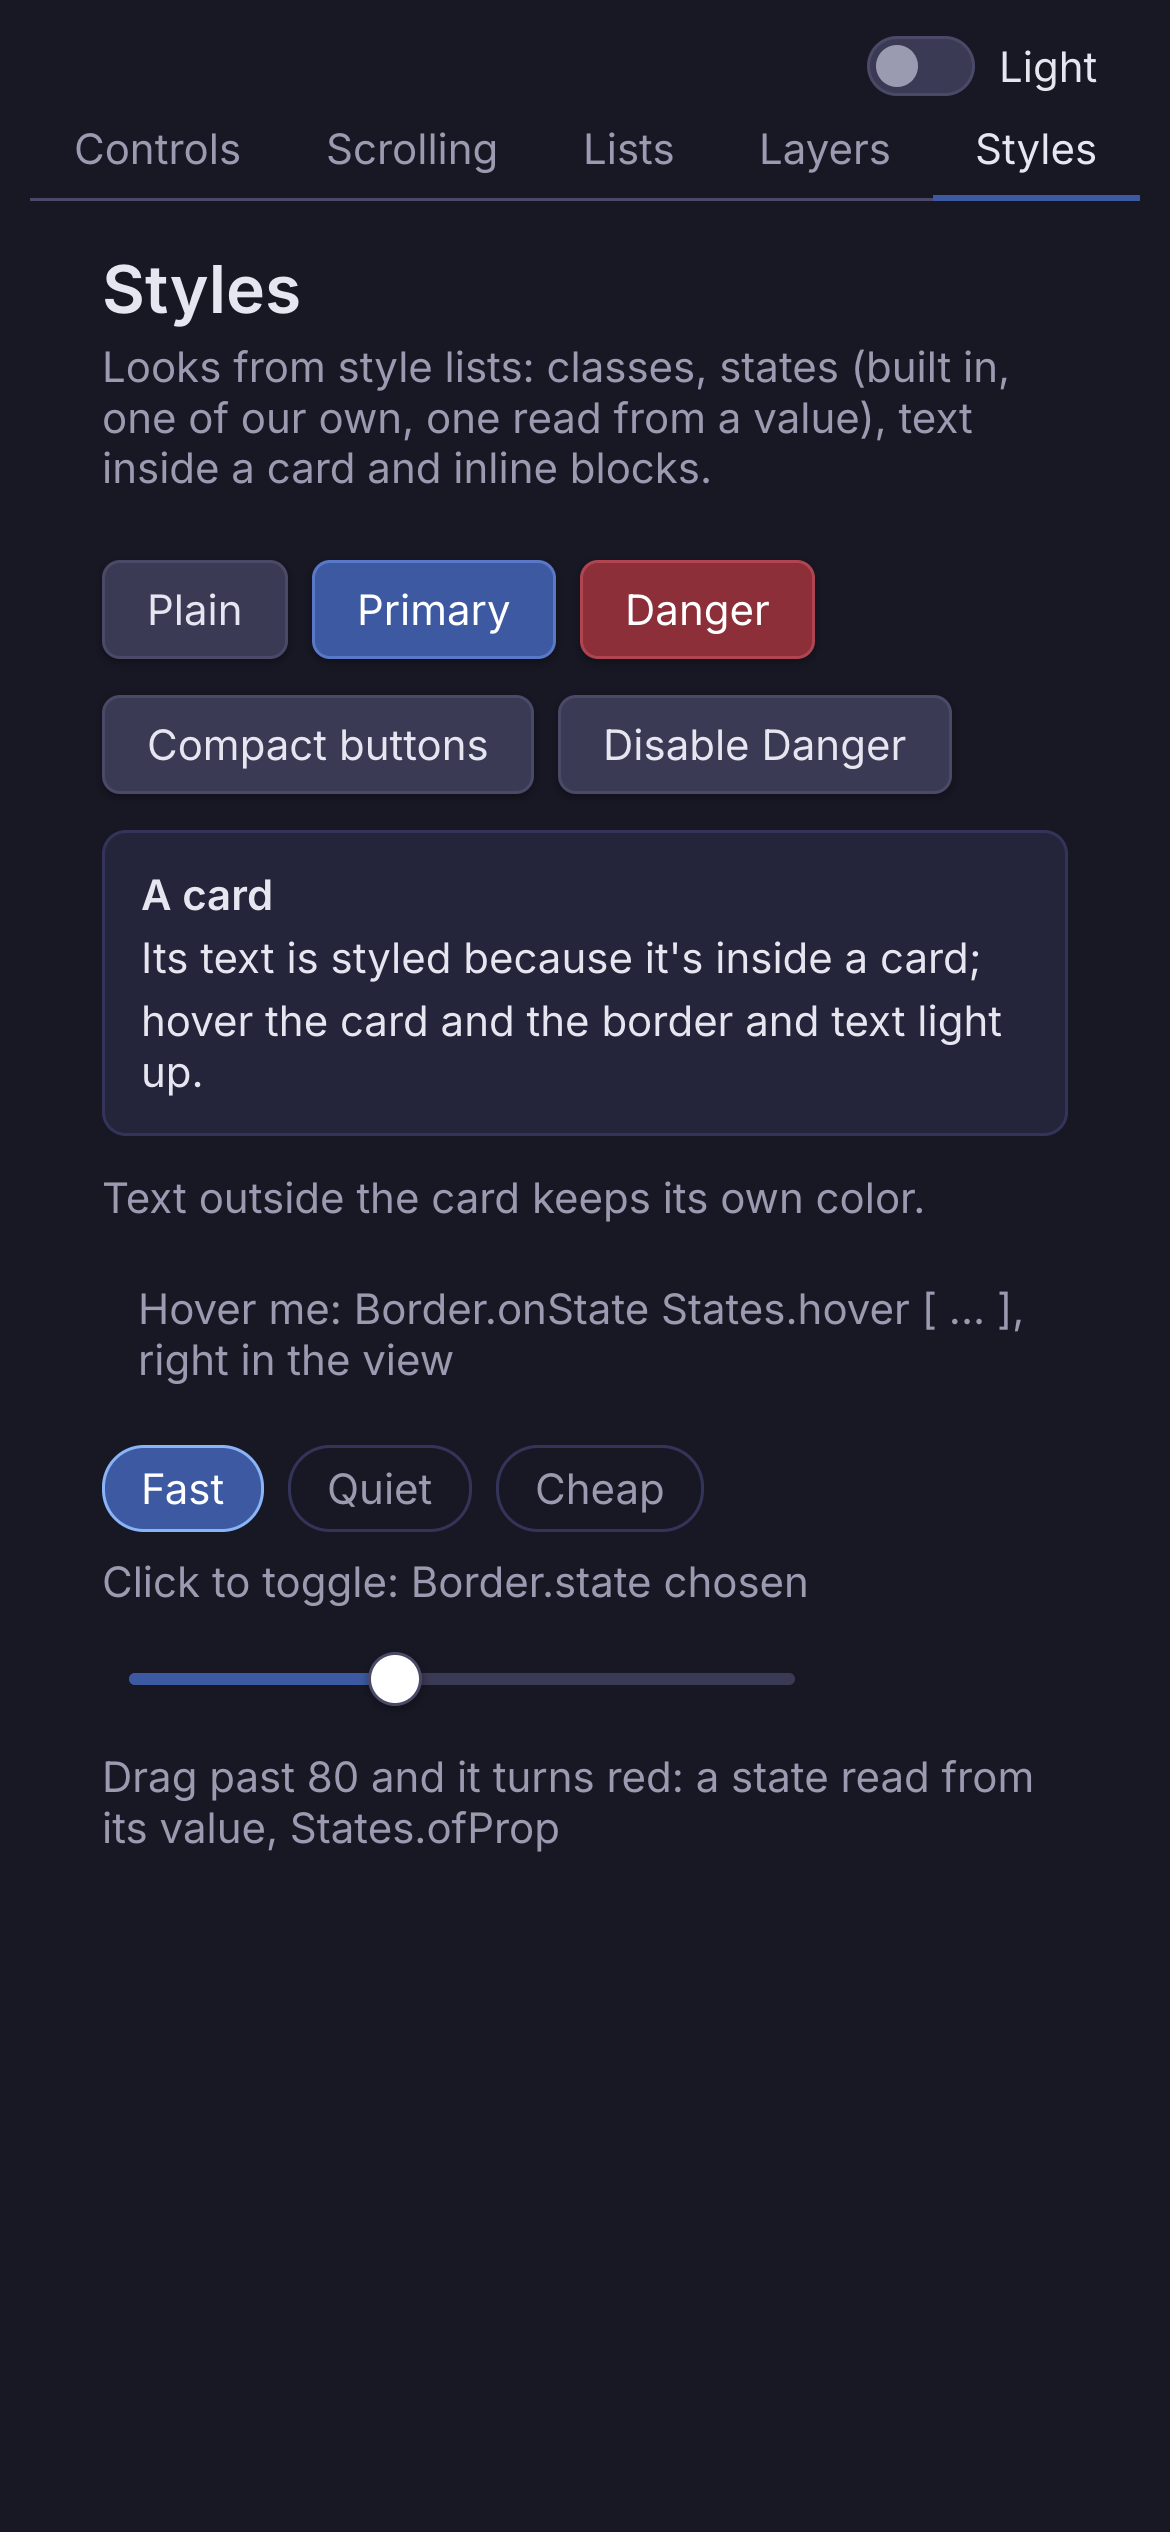 Light
Controls Scrolling Lists Layers Styles
Styles
Looks from style lists: classes, states (built in,
one of our own, one read from a value), text
inside a card and inline blocks.
Plain Primary Danger
Compact buttons Disable Danger
A card
Its text is styled because it's inside a card;
hover the card and the border and text light
up.
Text outside the card keeps its own color.
Hover me: Border.onState States.hover [ ... ],
right in the view
Fast Quiet Cheap
Click to toggle: Border.state chosen
Drag past 80 and it turns red: a state read from
its value, States.ofProp